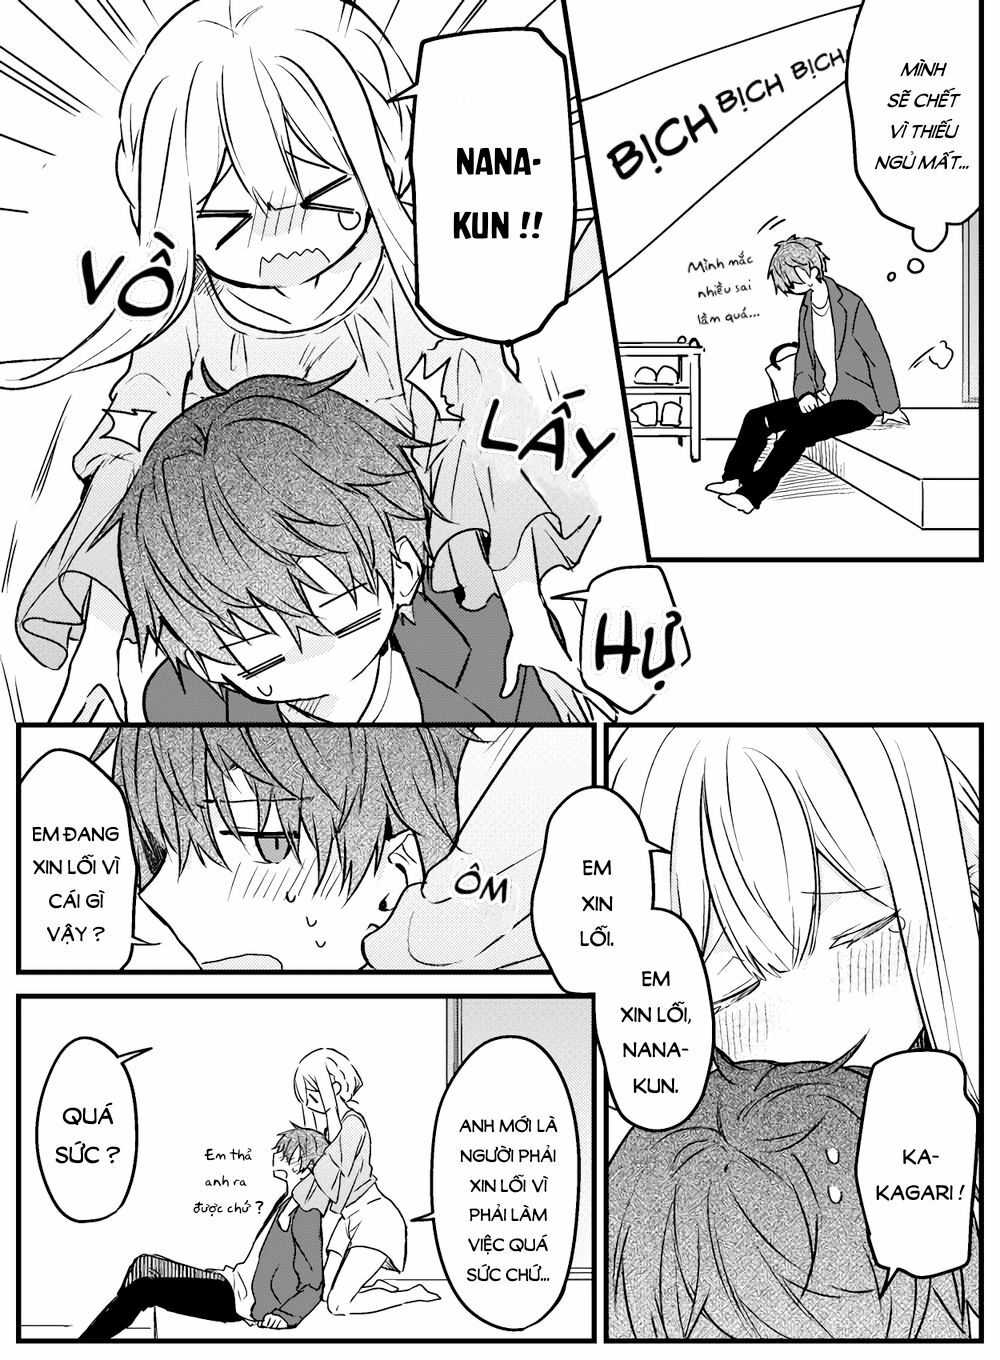 MÌNH
SẼ CHẾT
VÌ THIẾU
NGỦ MẤT...
BỊCH BỊCH BỊCH
Mình mắc
nhiều sai
lầm quá...
NANA-
KUN !!
VỒ
LẤY
HỰ
KA-
KAGARI !
EM
XIN
LỖI.
EM
XIN LỖI,
NANA-
KUN.
ÔM
EM ĐANG
XIN LỖI VÌ
CÁI GÌ
VẬY ?
ANH MỚI LÀ
NGƯỜI PHẢI
XIN LỖI VÌ
PHẢI LÀM
VIỆC QUÁ
SỨC CHỨ...
Em thả
anh ra
được chứ ?
QUÁ
SỨC ?